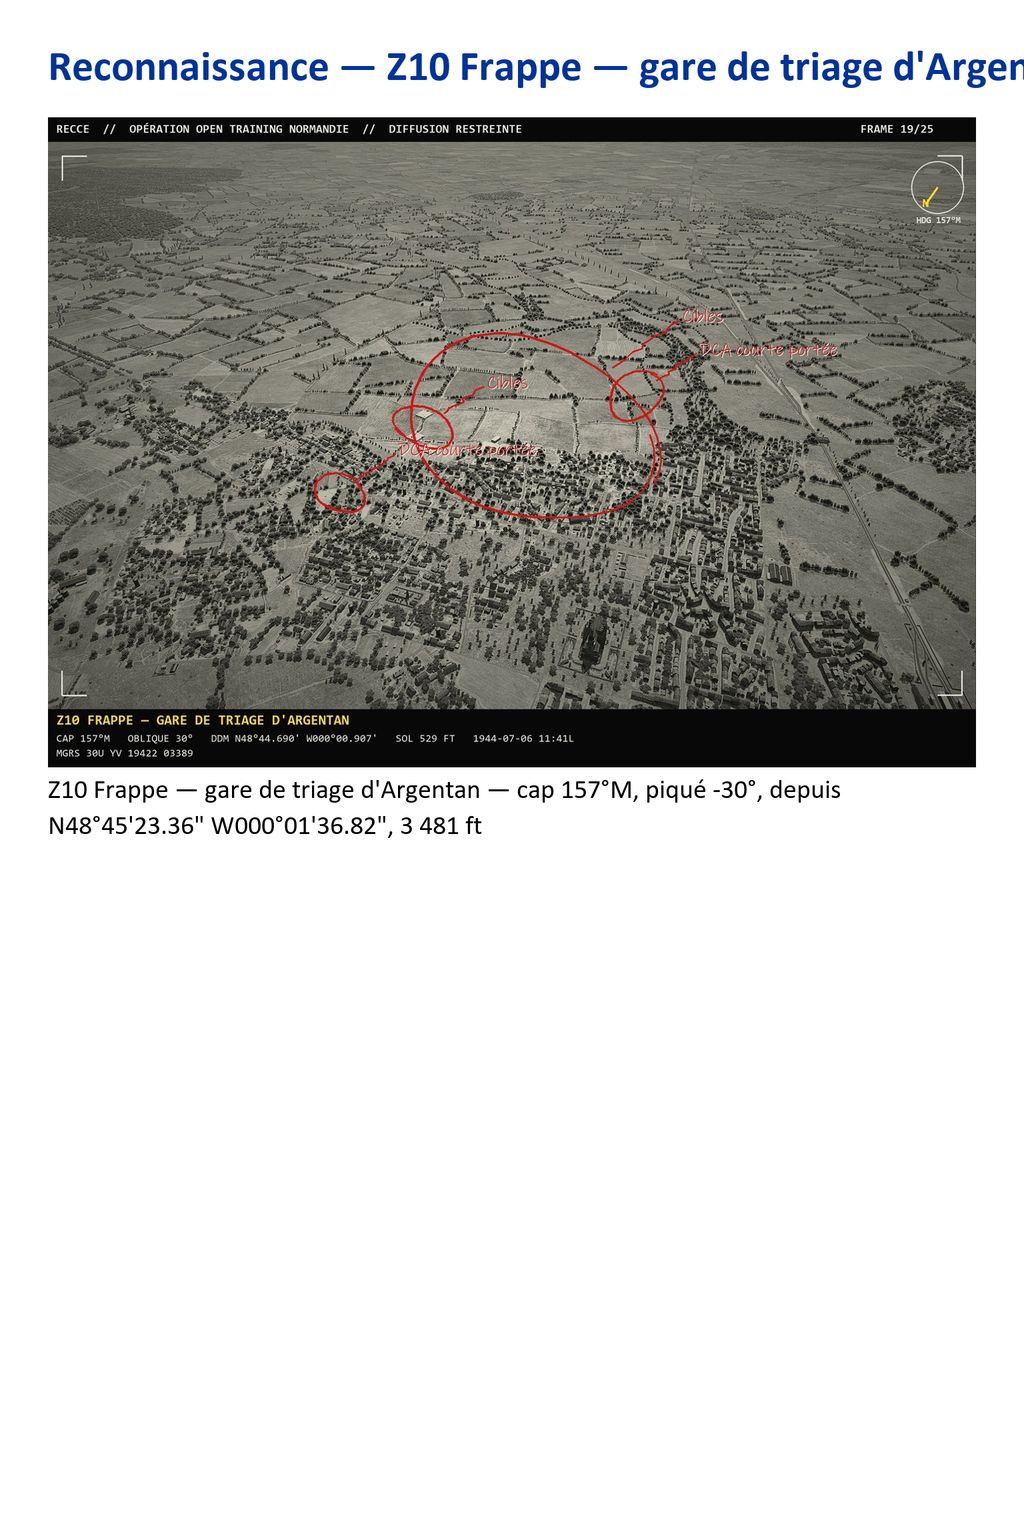 Reconnaissance — Z10 Frappe — gare de triage d'Argen
RECCE // OPÉRATION OPEN TRAINING NORMANDIE // DIFFUSION RESTREINTE FRAME 19/25
N
HDG 157°M
Cibles
DCA courte portée
Cibles
DCA courte portée
Z10 FRAPPE — GARE DE TRIAGE D'ARGENTAN
CAP 157°M OBLIQUE 30° DDM N48°44.690' W000°00.907' SOL 529 FT 1944-07-06 11:41L
MGRS 30U YV 19422 03389
Z10 Frappe — gare de triage d'Argentan — cap 157°M, piqué -30°, depuis
N48°45'23.36" W000°01'36.82", 3 481 ft